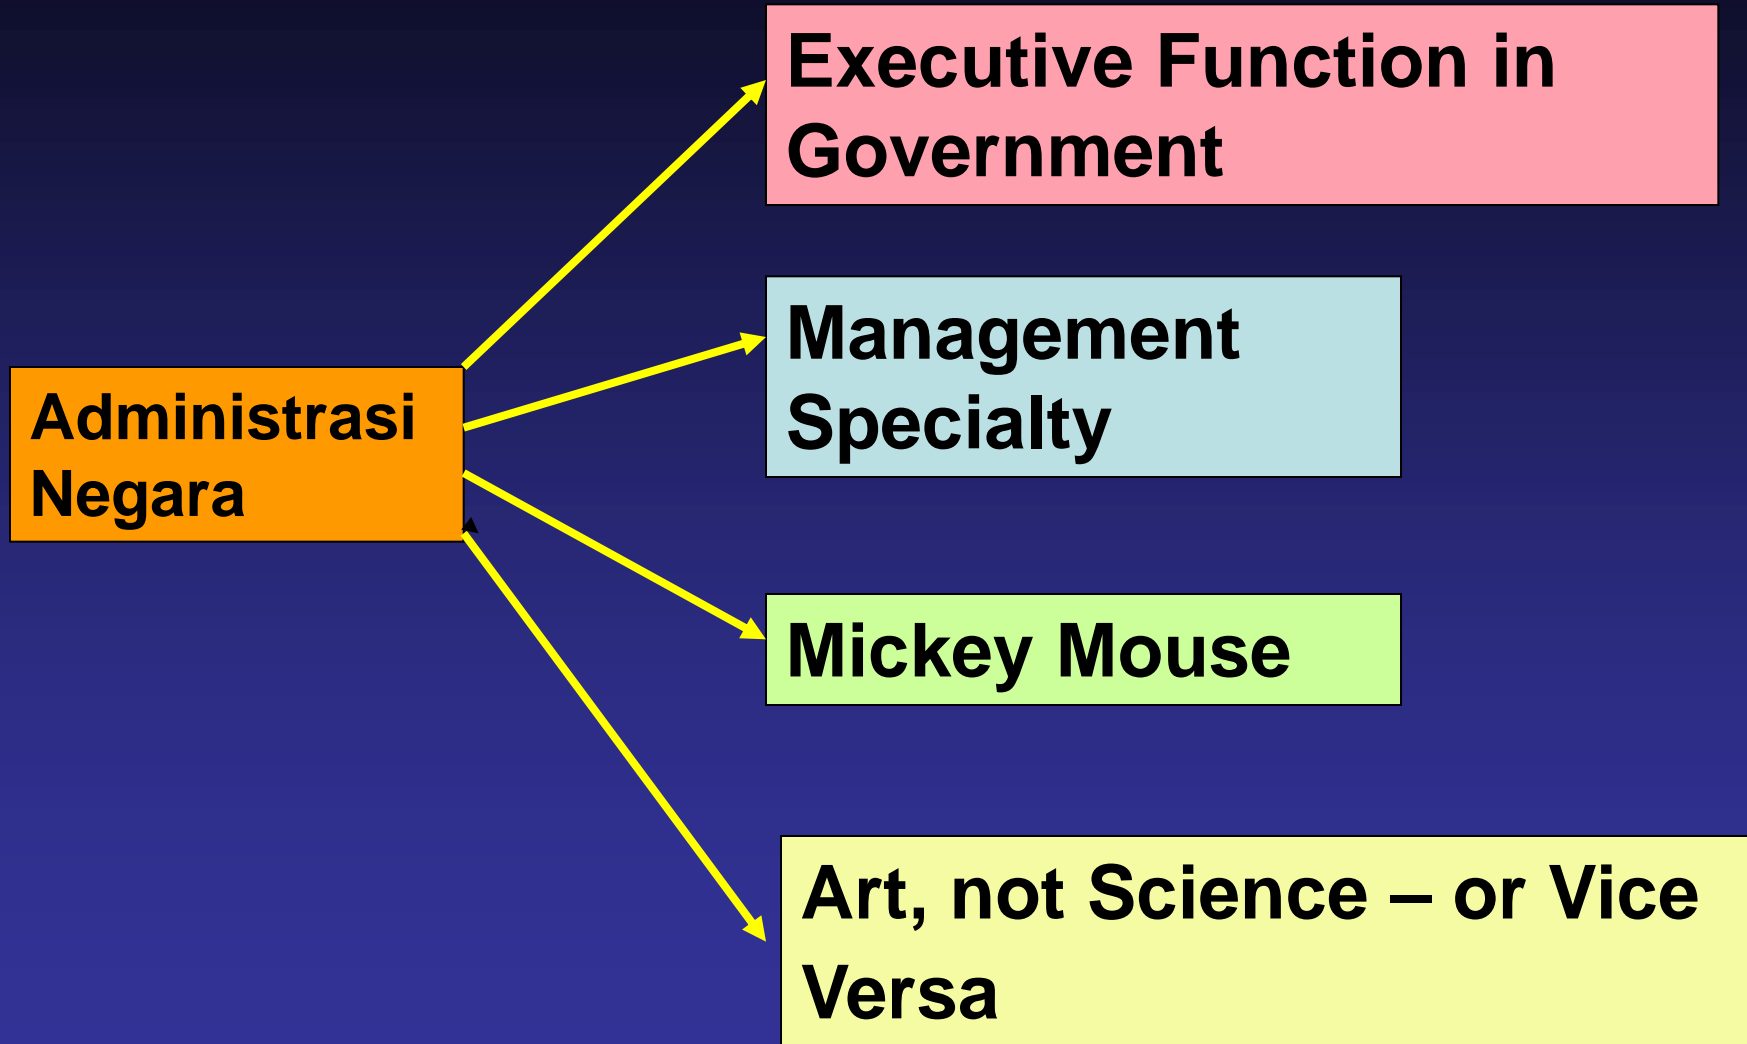 Executive Function in
Government
Management
Specialty
Administrasi
Negara
Mickey Mouse
Art, not Science – or Vice
Versa